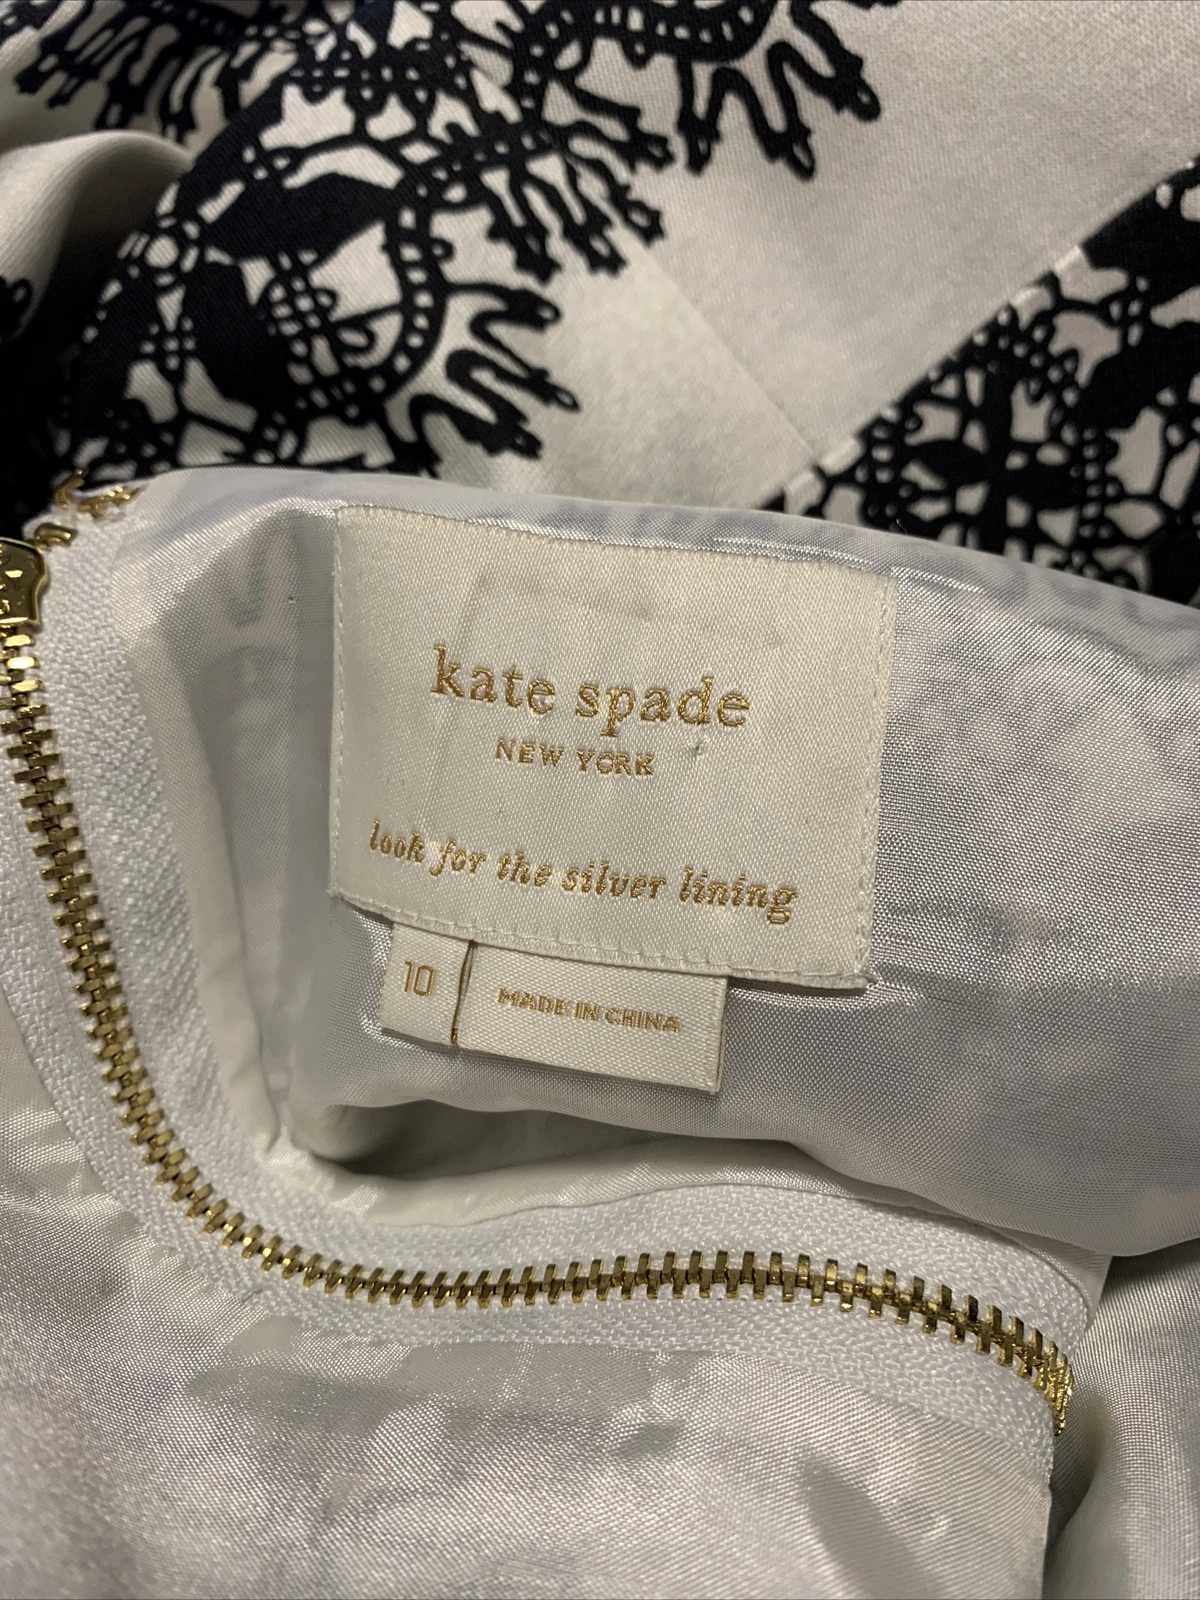 kate spade
NEW YORK
look for the silver lining
10
MADE IN CHINA